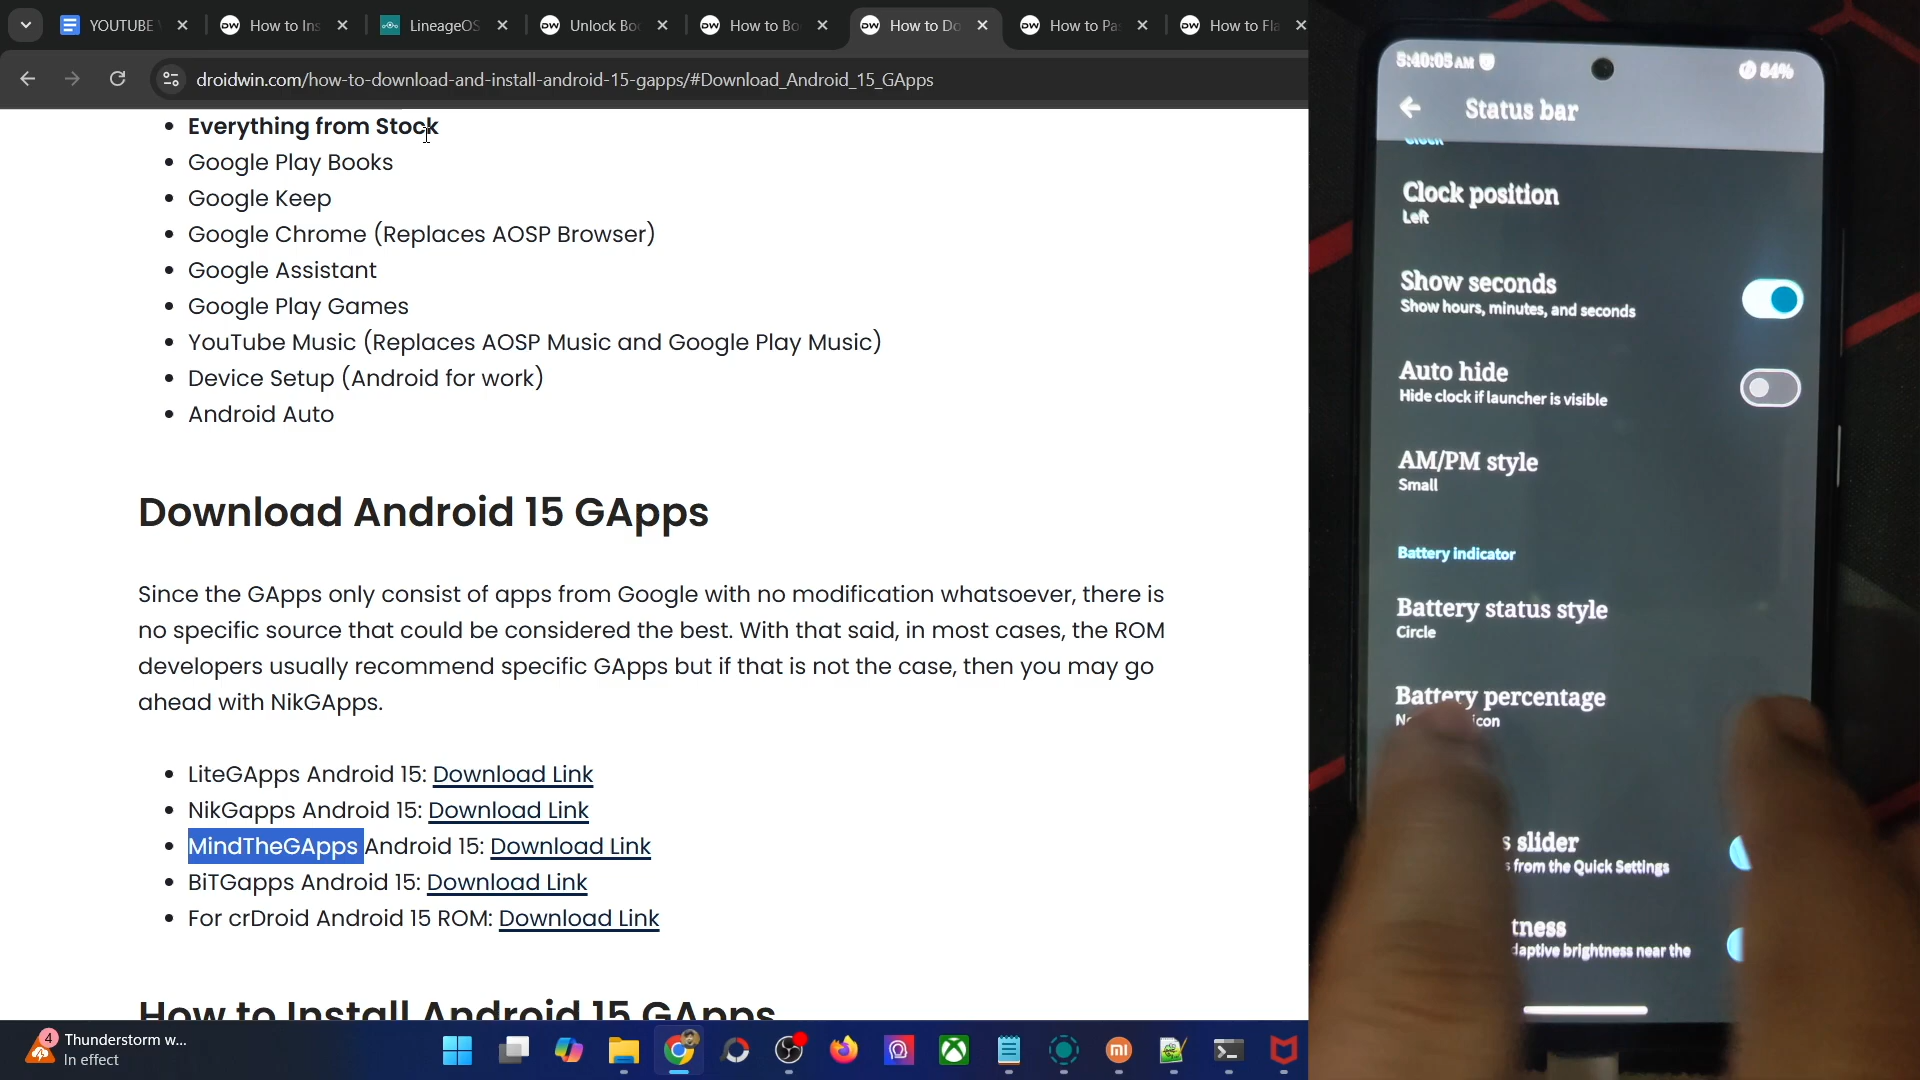 YOUTUBE
How to Ins
LineageOS
Unlock Bo
How to Bo
How to Do
How to Pa
How to Fla
droidwin.com/how-to-download-and-install-android-15-gapps/#Download_Android_15_GApps
Everything from Stock
Google Play Books
Google Keep
Google Chrome (Replaces AOSP Browser)
Google Assistant
Google Play Games
YouTube Music (Replaces AOSP Music and Google Play Music)
Device Setup (Android for work)
Android Auto
Download Android 15 GApps
Since the GApps only consist of apps from Google with no modification whatsoever, there is
no specific source that could be considered the best. With that said, in most cases, the ROM
developers usually recommend specific GApps but if that is not the case, then you may go
ahead with NikGApps.
LiteGApps Android 15: Download Link
NikGapps Android 15: Download Link
MindTheGApps Android 15: Download Link
BiTGapps Android 15: Download Link
For crDroid Android 15 ROM: Download Link
How to Install Android 15 GApps
4
Thunderstorm w...
In effect
5:40:05 AM
84%
Status bar
Clock
Clock position
Left
Show seconds
Show hours, minutes, and seconds
Auto hide
Hide clock if launcher is visible
AM/PM style
Small
Battery indicator
Battery status style
Circle
Battery percentage
icon
slider
from the Quick Settings
tness
daptive brightness near the